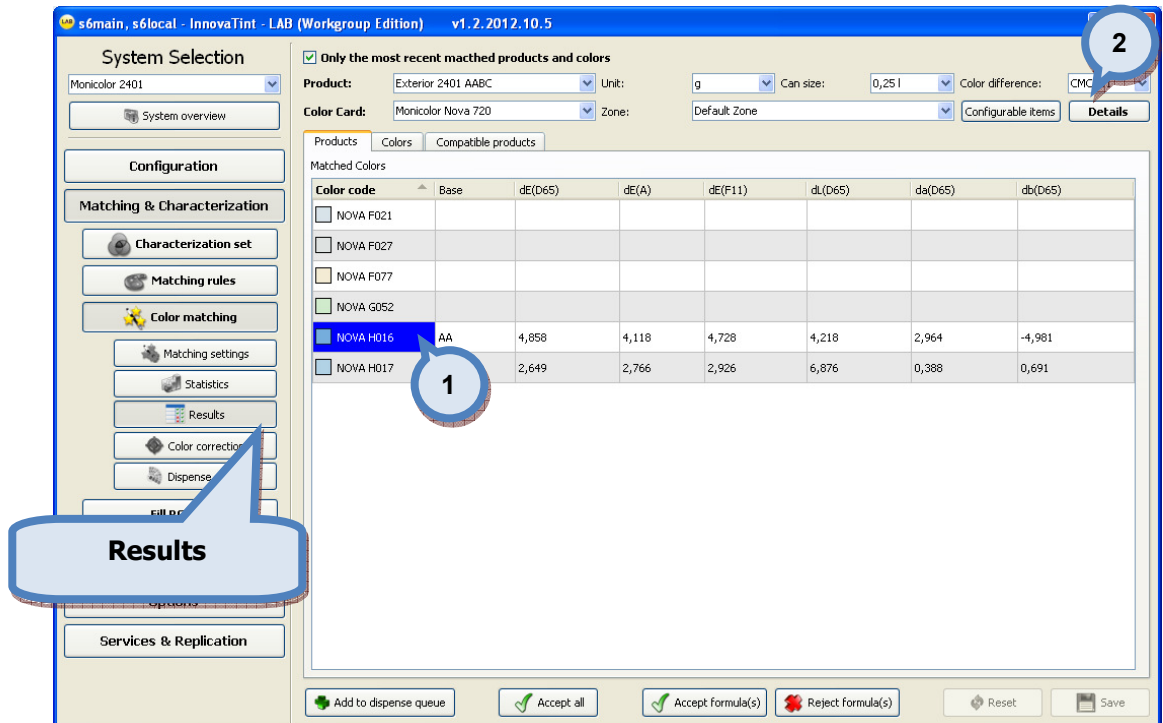 LAB s6main, s6local - InnovaTint - LAB (Workgroup Edition) v1.2.2012.10.5
2
System Selection
Monicolor 2401
System overview
Configuration
Matching & Characterization
Characterization set
Matching rules
Color matching
Matching settings
Statistics
Results
Color correction
Dispense
Results
Options
Services & Replication
Only the most recent macthed products and colors
Product: Exterior 2401 AABC Unit: g Can size: 0,25 l Color difference: CMC
Color Card: Monicolor Nova 720 Zone: Default Zone Configurable items Details
Products Colors Compatible products
Matched Colors
Color code Base dE(D65) dE(A) dE(F11) dL(D65) da(D65) db(D65)
NOVA F021
NOVA F027
NOVA F077
NOVA G052
NOVA H016 AA 4,858 4,118 4,728 4,218 2,964 -4,981
NOVA H017 2,649 2,766 2,926 6,876 0,388 0,691
1
Add to dispense queue Accept all Accept formula(s) Reject formula(s) Reset Save